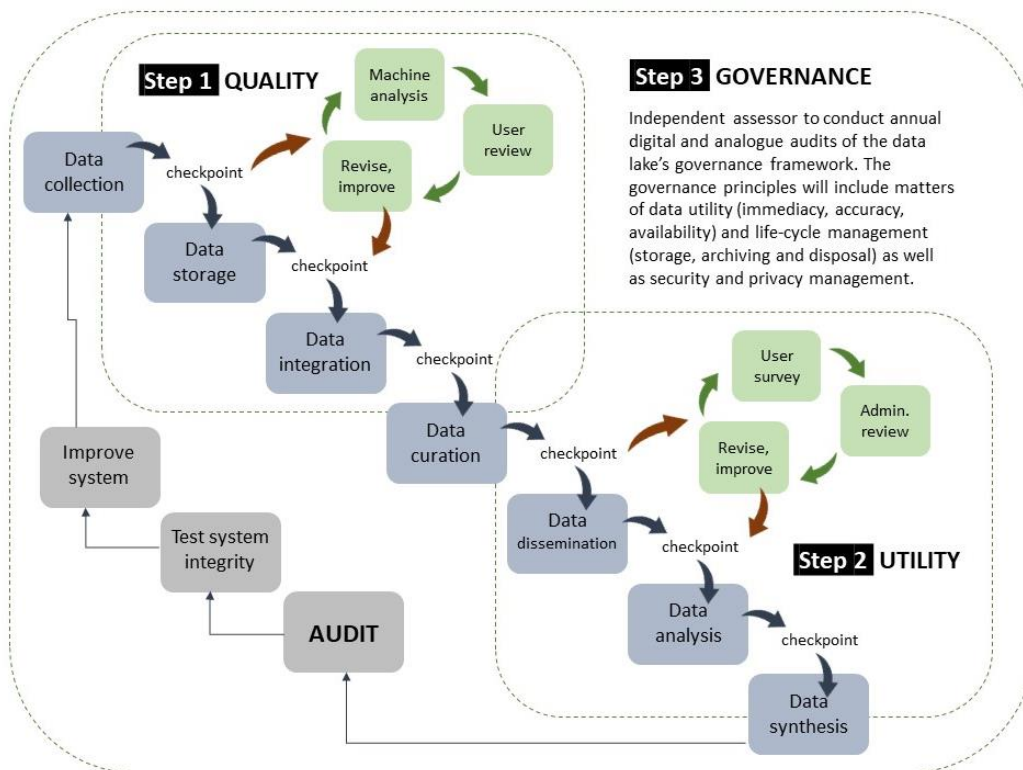 Step 1 QUALITY
Machine
analysis
User
review
Revise,
improve
Step 3 GOVERNANCE
Independent assessor to conduct annual
digital and analogue audits of the data
lake’s governance framework. The
governance principles will include matters
of data utility (immediacy, accuracy,
availability) and life-cycle management
(storage, archiving and disposal) as well
as security and privacy management.
Data
collection
checkpoint
Data
storage
checkpoint
Data
integration
checkpoint
Data
curation
checkpoint
User
survey
Admin.
review
Revise,
improve
Data
dissemination
checkpoint
Step 2 UTILITY
Data
analysis
checkpoint
Data
synthesis
Improve
system
Test system
integrity
AUDIT